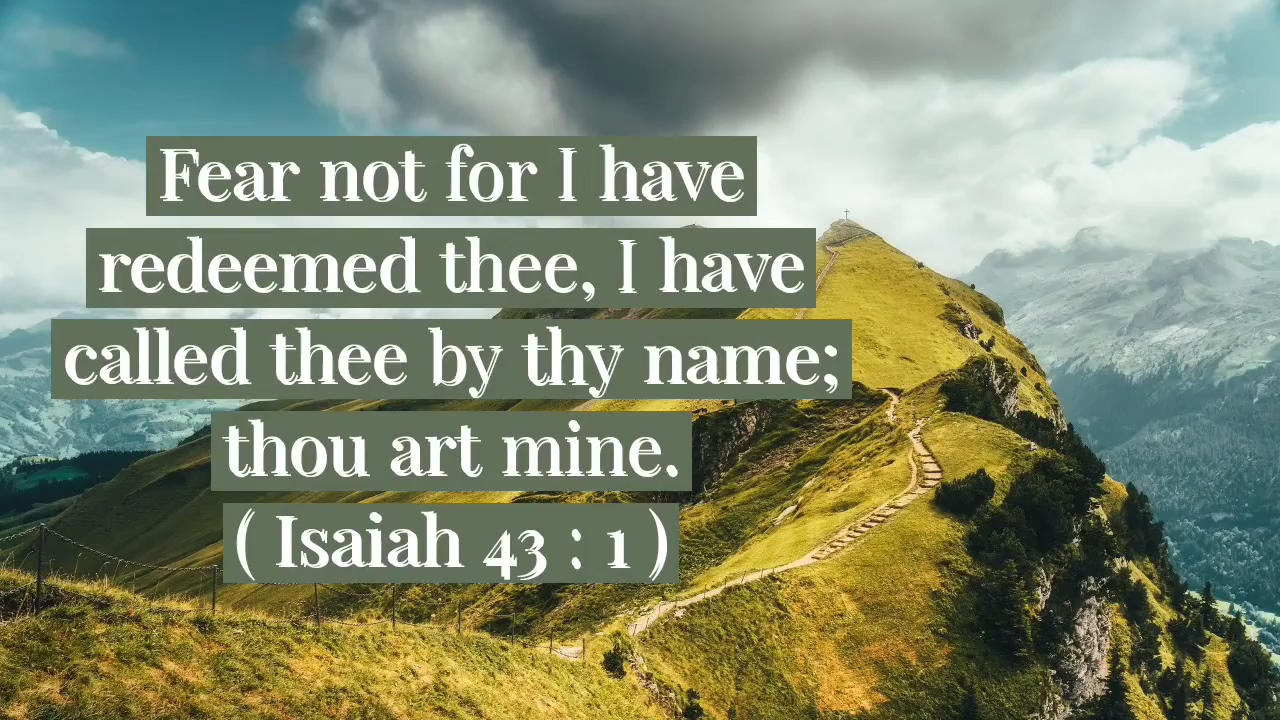 Fear not for I have
redeemed thee, I have
called thee by thy name;
thou art mine.
( Isaiah 43 : 1 )